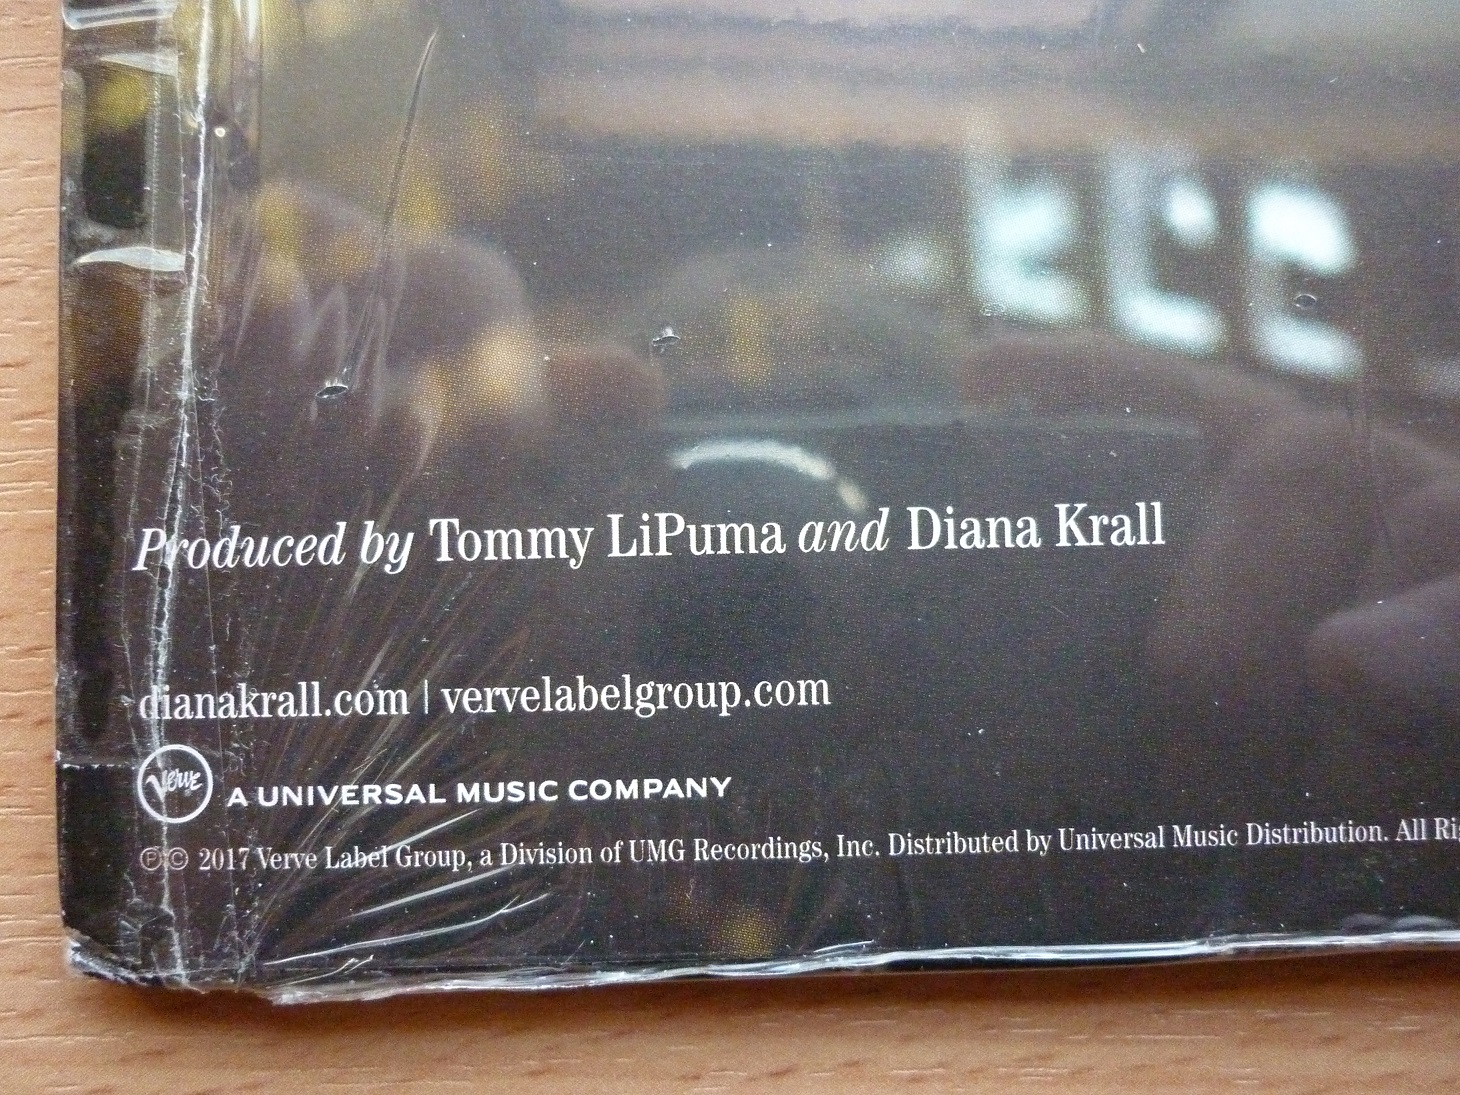 Produced by Tommy LiPuma and Diana Krall
dianakrall.com | vervelabelgroup.com
Verve A UNIVERSAL MUSIC COMPANY
℗© 2017 Verve Label Group, a Division of UMG Recordings, Inc. Distributed by Universal Music Distribution. All